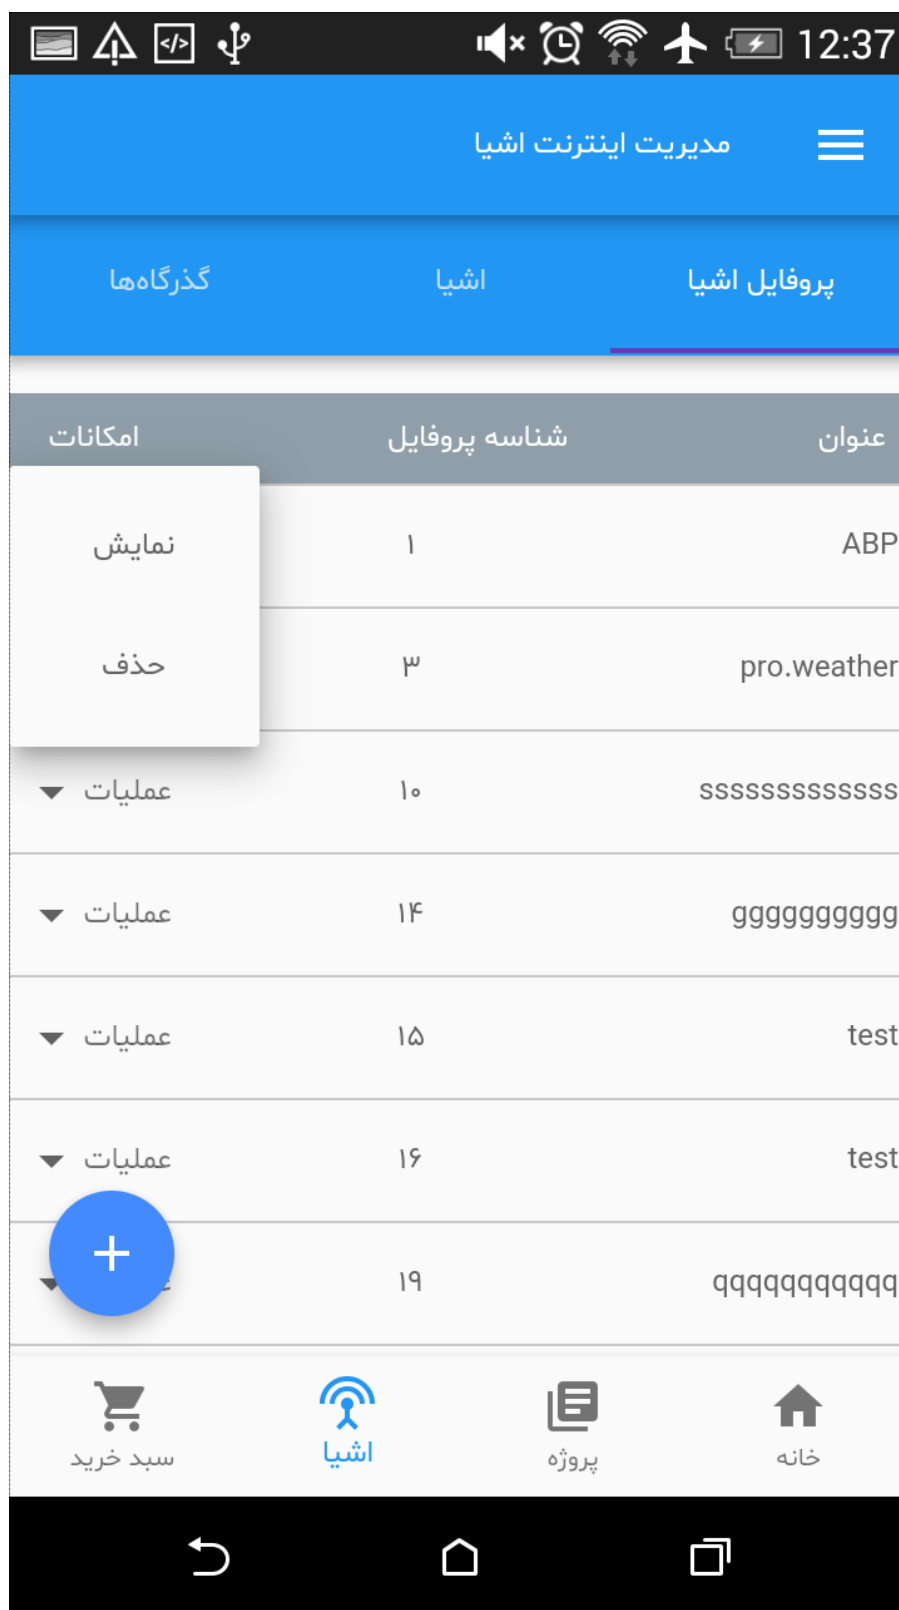 12:37
مدیریت اینترنت اشیا
پروفایل اشیا اشیا گذرگاه‌ها
عنوان شناسه پروفایل امکانات
ABP ۱ نمایش
pro.weather ۳ حذف
sssssssssssss ۱۰ عملیات
gggggggggg ۱۴ عملیات
test ۱۵ عملیات
test ۱۶ عملیات
qqqqqqqqqqq ۱۹
خانه پروژه اشیا سبد خرید